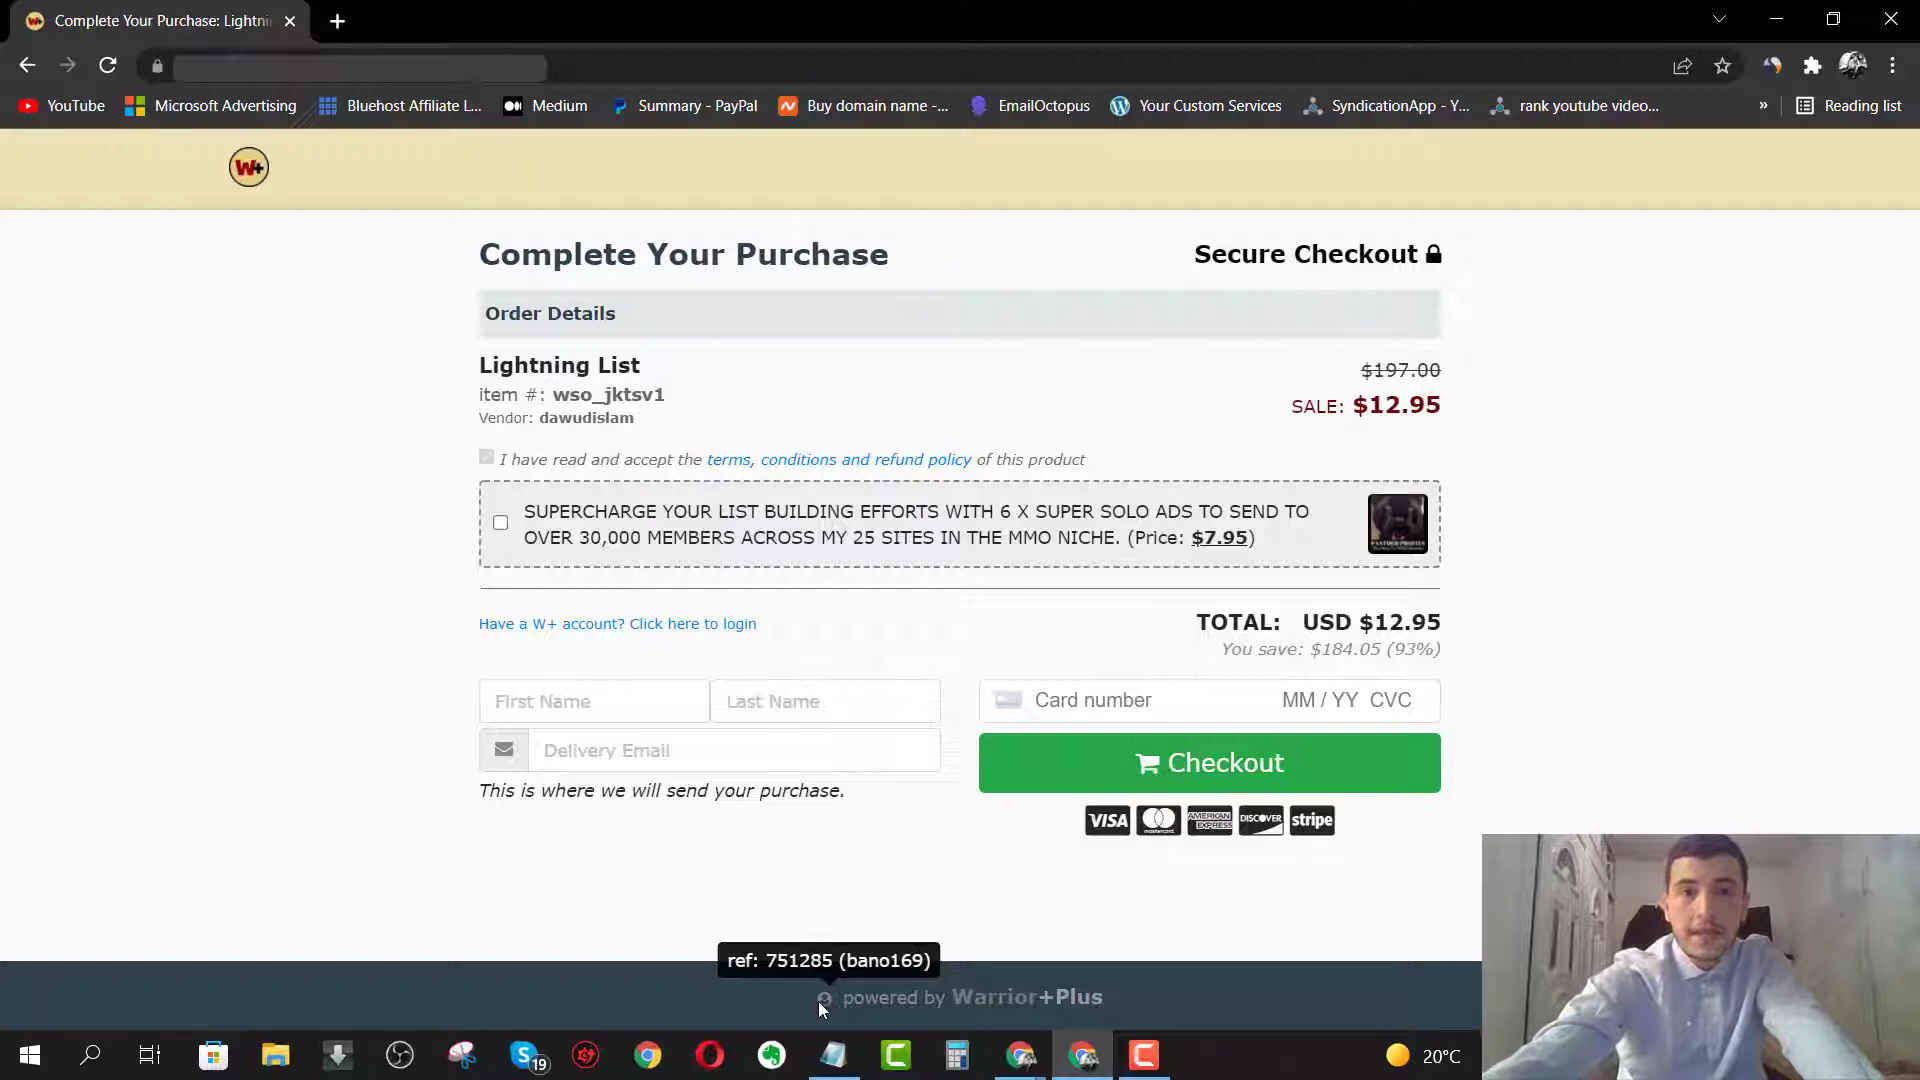 Complete Your Purchase: Lightni
YouTube
Microsoft Advertising
Bluehost Affiliate L...
Medium
Summary - PayPal
Buy domain name -...
EmailOctopus
Your Custom Services
SyndicationApp - Y...
rank youtube video...
»
Reading list
W+
Complete Your Purchase
Secure Checkout
Order Details
Lightning List
$197.00
item #: wso_jktsv1
SALE: $12.95
Vendor: dawudislam
I have read and accept the terms, conditions and refund policy of this product
SUPERCHARGE YOUR LIST BUILDING EFFORTS WITH 6 X SUPER SOLO ADS TO SEND TO
OVER 30,000 MEMBERS ACROSS MY 25 SITES IN THE MMO NICHE. (Price: $7.95)
Have a W+ account? Click here to login
TOTAL: USD $12.95
You save: $184.05 (93%)
First Name
Last Name
Card number
MM / YY CVC
Delivery Email
Checkout
This is where we will send your purchase.
VISA
mastercard
AMERICAN EXPRESS
DISCOVER
stripe
ref: 751285 (bano169)
powered by Warrior+Plus
19
20°C